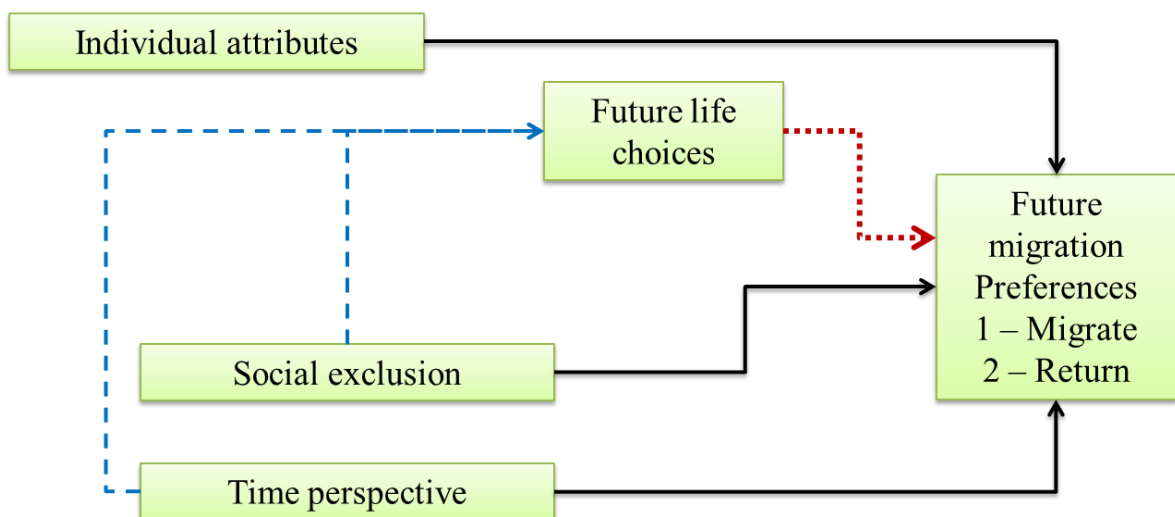 Individual attributes
Future life
choices
Future
migration
Preferences
1 – Migrate
2 – Return
Social exclusion
Time perspective